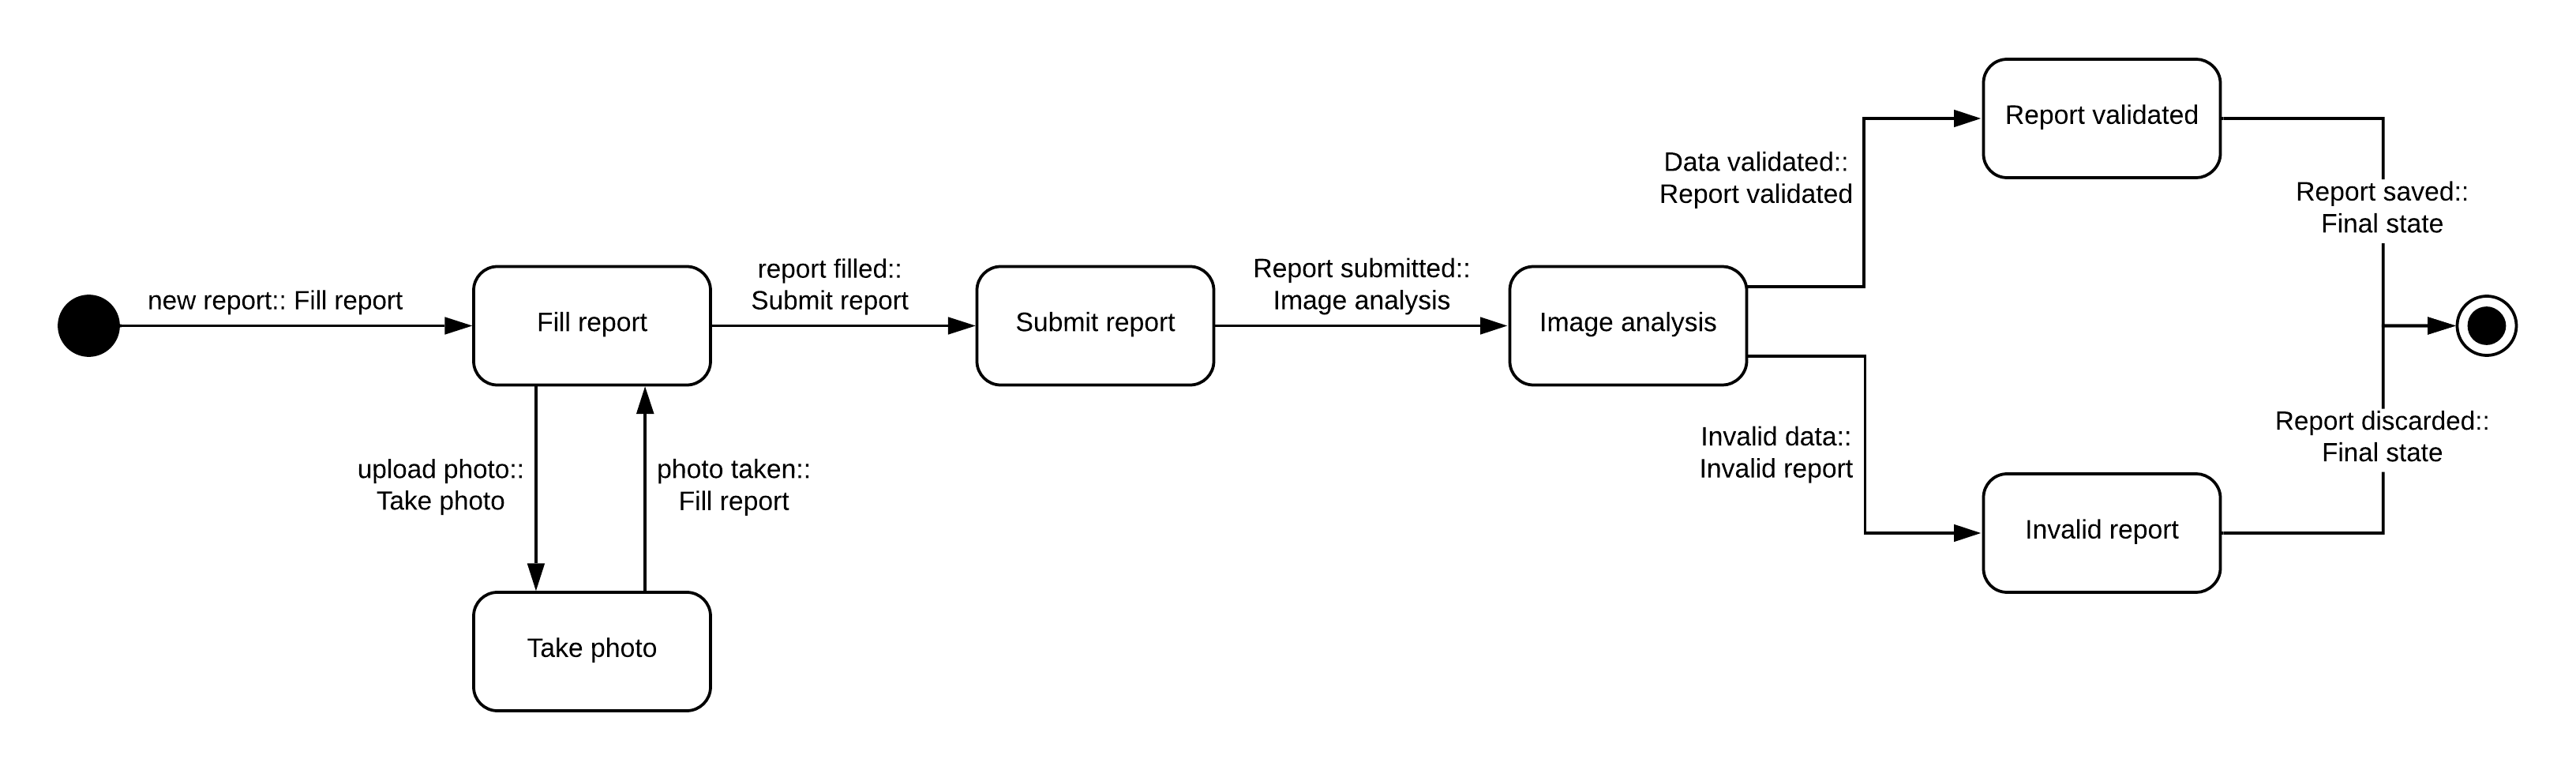 new report:: Fill report
Fill report
upload photo::
Take photo
photo taken::
Fill report
Take photo
report filled::
Submit report
Submit report
Report submitted::
Image analysis
Image analysis
Data validated::
Report validated
Report validated
Invalid data::
Invalid report
Invalid report
Report saved::
Final state
Report discarded::
Final state